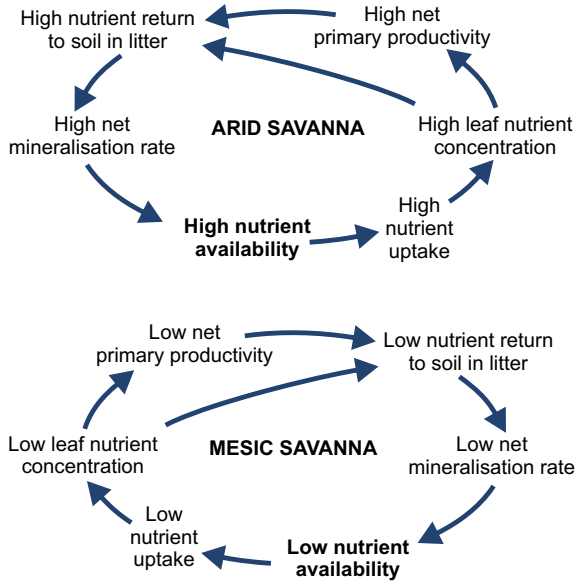 High nutrient return
to soil in litter
High net
primary productivity
High net
mineralisation rate
ARID SAVANNA
High leaf nutrient
concentration
High nutrient
availability
High
nutrient
uptake
Low net
primary productivity
Low nutrient return
to soil in litter
Low leaf nutrient
concentration
MESIC SAVANNA
Low net
mineralisation rate
Low
nutrient
uptake
Low nutrient
availability